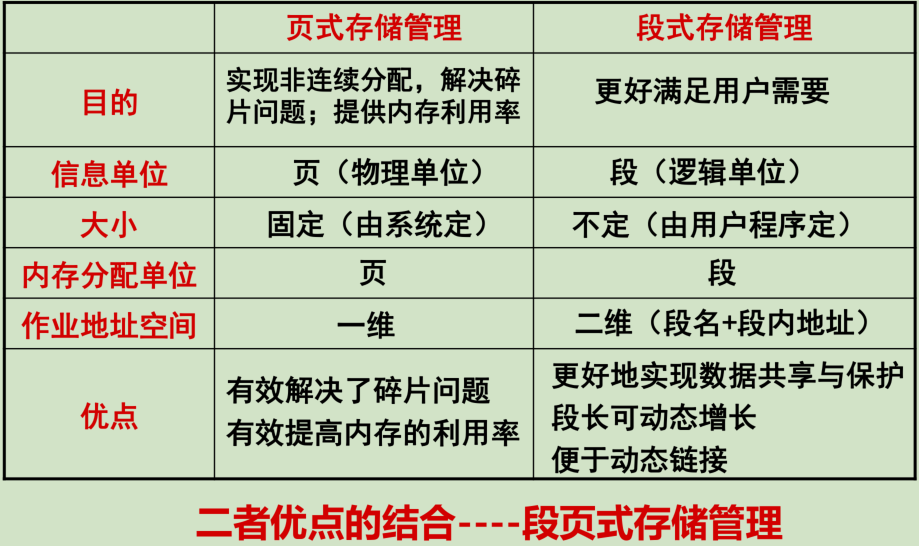 页式存储管理 段式存储管理
目的 实现非连续分配，解决碎片问题；提供内存利用率 更好满足用户需要
信息单位 页（物理单位） 段（逻辑单位）
大小 固定（由系统定） 不定（由用户程序定）
内存分配单位 页 段
作业地址空间 一维 二维（段名+段内地址）
优点
有效解决了碎片问题
有效提高内存的利用率
更好地实现数据共享与保护
段长可动态增长
便于动态链接
二者优点的结合----段页式存储管理